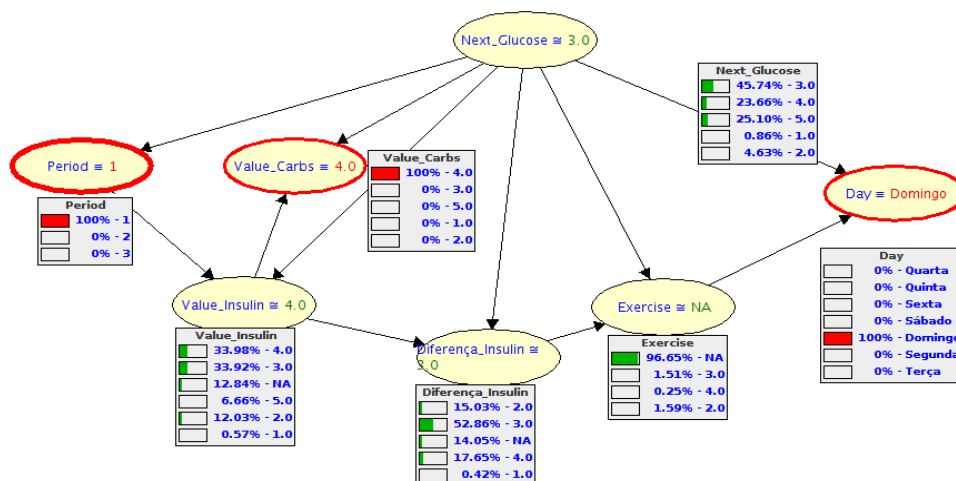 Next_Glucose ≅ 3.0
Next_Glucose
45.74% - 3.0
23.66% - 4.0
25.10% - 5.0
0.86% - 1.0
4.63% - 2.0
Period ≡ 1
Value_Carbs ≡ 4.0
Value_Carbs
100% - 4.0
0% - 3.0
0% - 5.0
0% - 1.0
0% - 2.0
Day ≡ Domingo
Period
100% - 1
0% - 2
0% - 3
Value_Insulin ≅ 4.0
Exercise ≅ NA
Day
0% - Quarta
0% - Quinta
0% - Sexta
0% - Sábado
100% - Domingo
0% - Segunda
0% - Terça
Value_Insulin
33.98% - 4.0
33.92% - 3.0
12.84% - NA
6.66% - 5.0
12.03% - 2.0
0.57% - 1.0
Diferença_Insulin ≅
3.0
Exercise
96.65% - NA
1.51% - 3.0
0.25% - 4.0
1.59% - 2.0
Diferença_Insulin
15.03% - 2.0
52.86% - 3.0
14.05% - NA
17.65% - 4.0
0.42% - 1.0